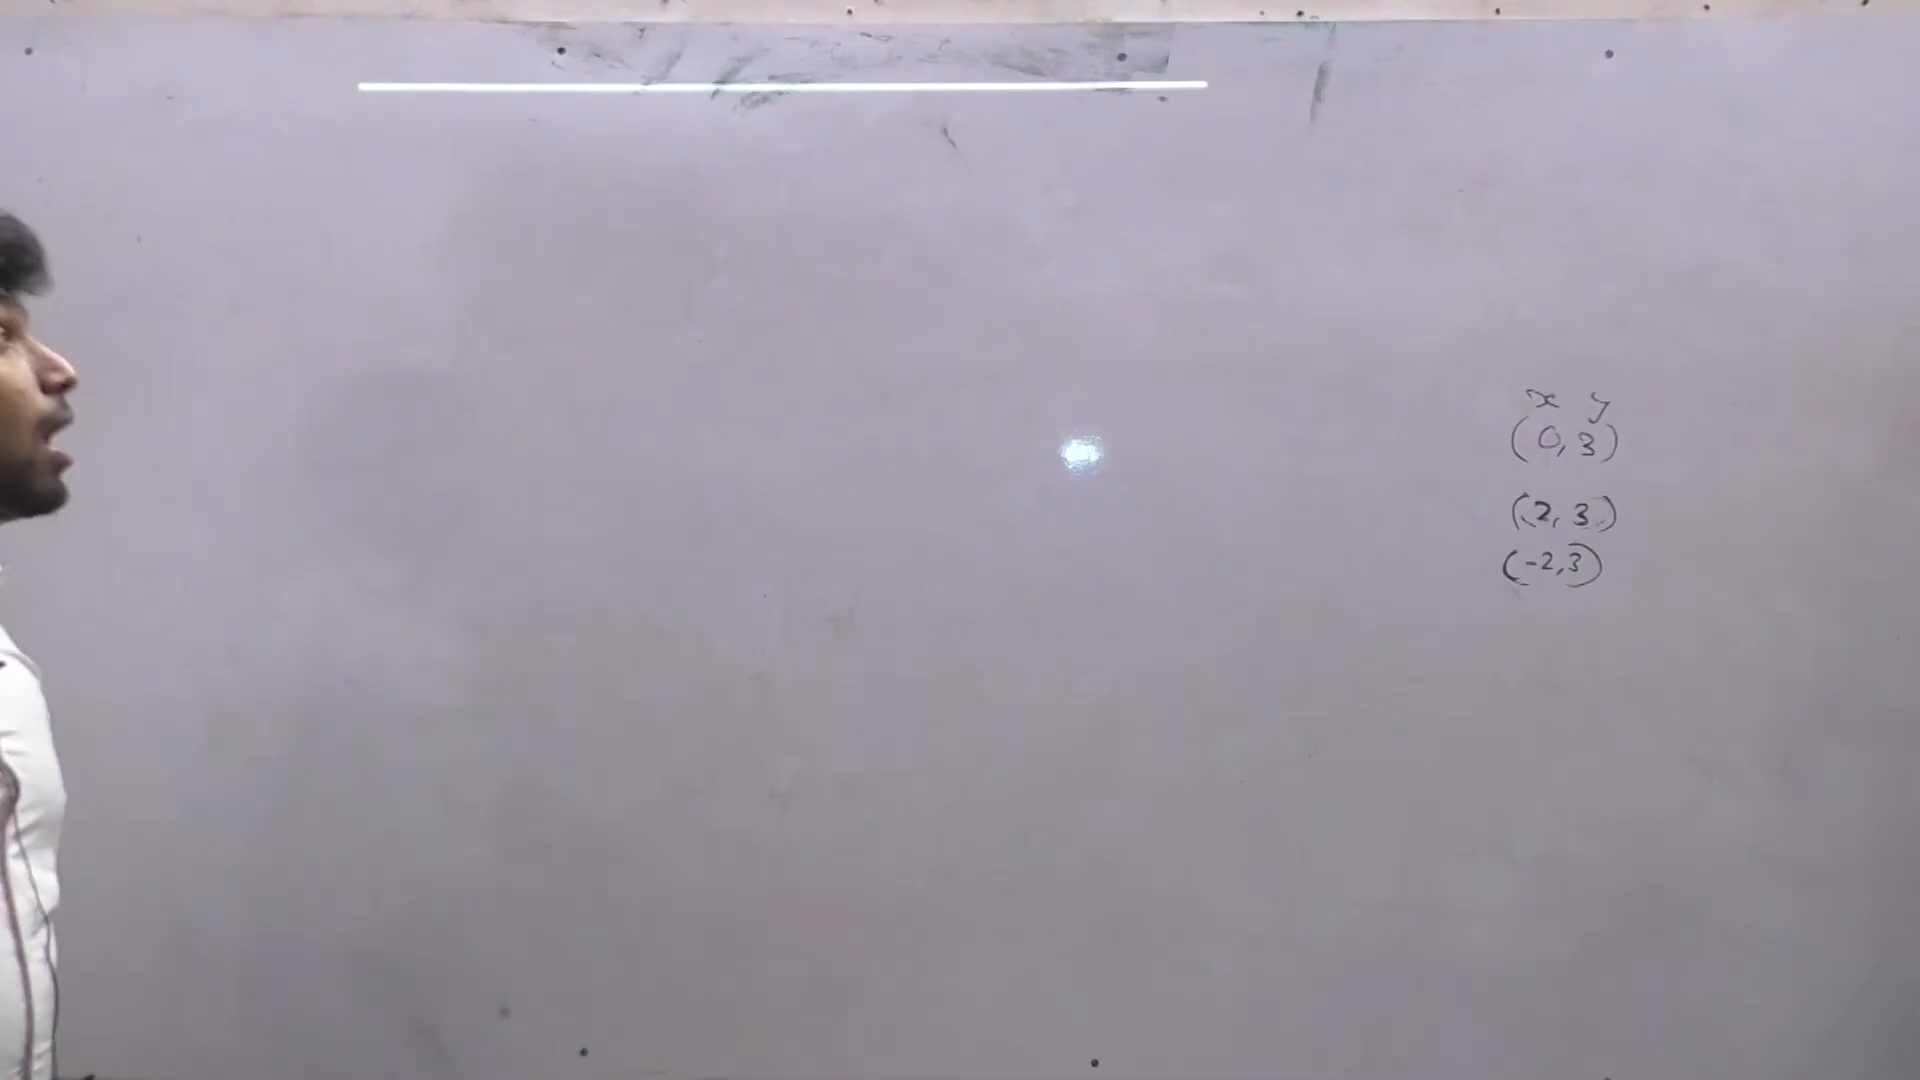 x y
(0, 3)
(2, 3)
(-2, 3)